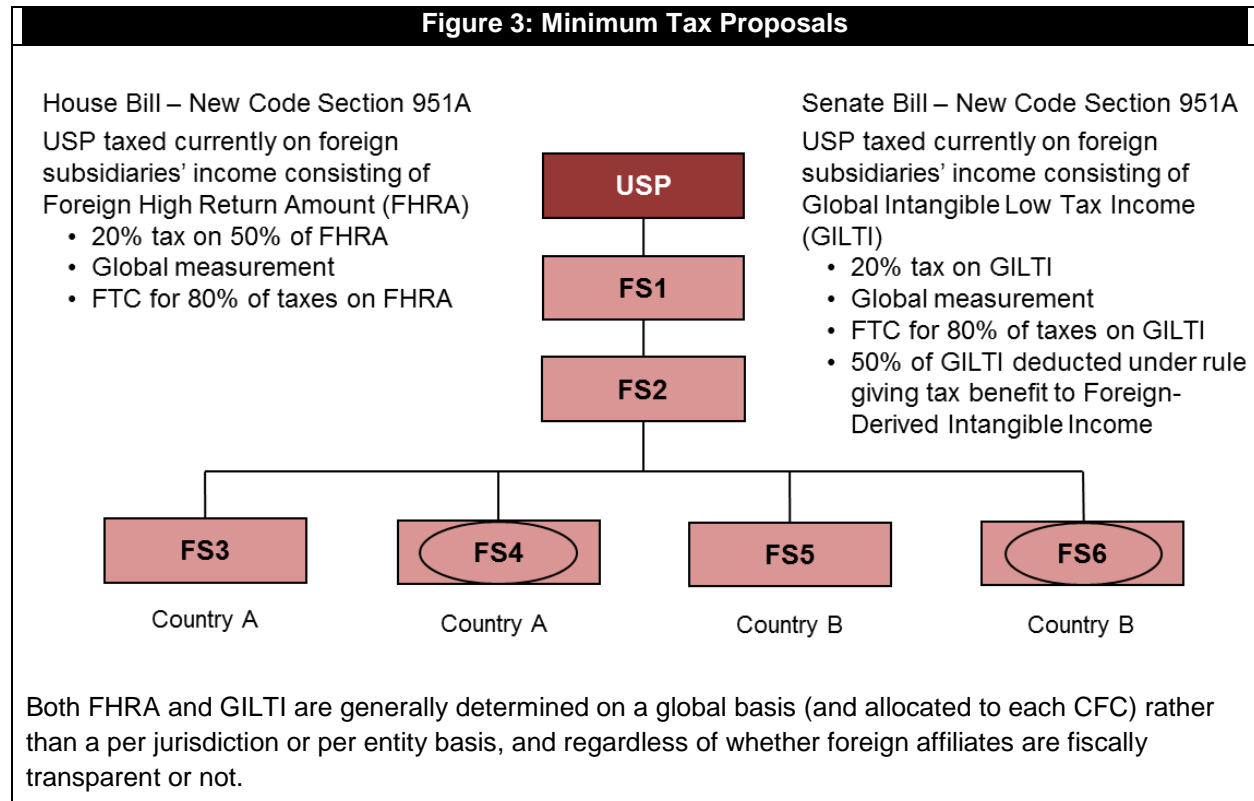 Figure 3: Minimum Tax Proposals
House Bill – New Code Section 951A
USP taxed currently on foreign
subsidiaries’ income consisting of
Foreign High Return Amount (FHRA)
• 20% tax on 50% of FHRA
• Global measurement
• FTC for 80% of taxes on FHRA
Senate Bill – New Code Section 951A
USP taxed currently on foreign
subsidiaries’ income consisting of
Global Intangible Low Tax Income
(GILTI)
• 20% tax on GILTI
• Global measurement
• FTC for 80% of taxes on GILTI
• 50% of GILTI deducted under rule
giving tax benefit to Foreign-
Derived Intangible Income
USP
FS1
FS2
FS3
FS4
FS5
FS6
Country A
Country A
Country B
Country B
Both FHRA and GILTI are generally determined on a global basis (and allocated to each CFC) rather
than a per jurisdiction or per entity basis, and regardless of whether foreign affiliates are fiscally
transparent or not.